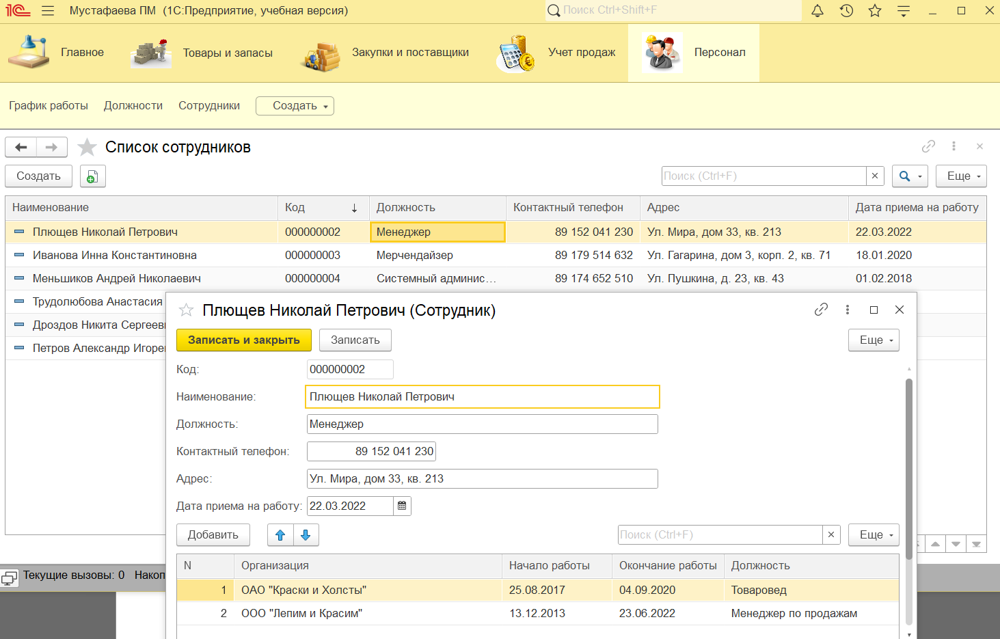 1С Мустафаева ПМ (1С:Предприятие, учебная версия) Поиск Ctrl+Shift+F
Главное Товары и запасы Закупки и поставщики Учет продаж Персонал
График работы Должности Сотрудники Создать
Список сотрудников
Создать Поиск (Ctrl+F) × Еще
Наименование Код ↓ Должность Контактный телефон Адрес Дата приема на работу
Плющев Николай Петрович 000000002 Менеджер 89 152 041 230 Ул. Мира, дом 33, кв. 213 22.03.2022
Иванова Инна Константиновна 000000003 Мерчендайзер 89 179 514 632 Ул. Гагарина, дом 3, корп. 2, кв. 71 18.01.2020
Меньшиков Андрей Николаевич 000000004 Системный админис... 89 174 652 510 Ул. Пушкина, д. 23, кв. 43 01.02.2018
Трудолюбова Анастасия
Дроздов Никита Сергееви
Петров Александр Игоре
Плющев Николай Петрович (Сотрудник)
Записать и закрыть Записать Еще
Код: 000000002
Наименование: Плющев Николай Петрович
Должность: Менеджер
Контактный телефон: 89 152 041 230
Адрес: Ул. Мира, дом 33, кв. 213
Дата приема на работу: 22.03.2022
Добавить Поиск (Ctrl+F) × Еще
N Организация Начало работы Окончание работы Должность
1 ОАО "Краски и Холсты" 25.08.2017 04.09.2020 Товаровед
2 ООО "Лепим и Красим" 13.12.2013 23.06.2022 Менеджер по продажам
Текущие вызовы: 0 Накоп